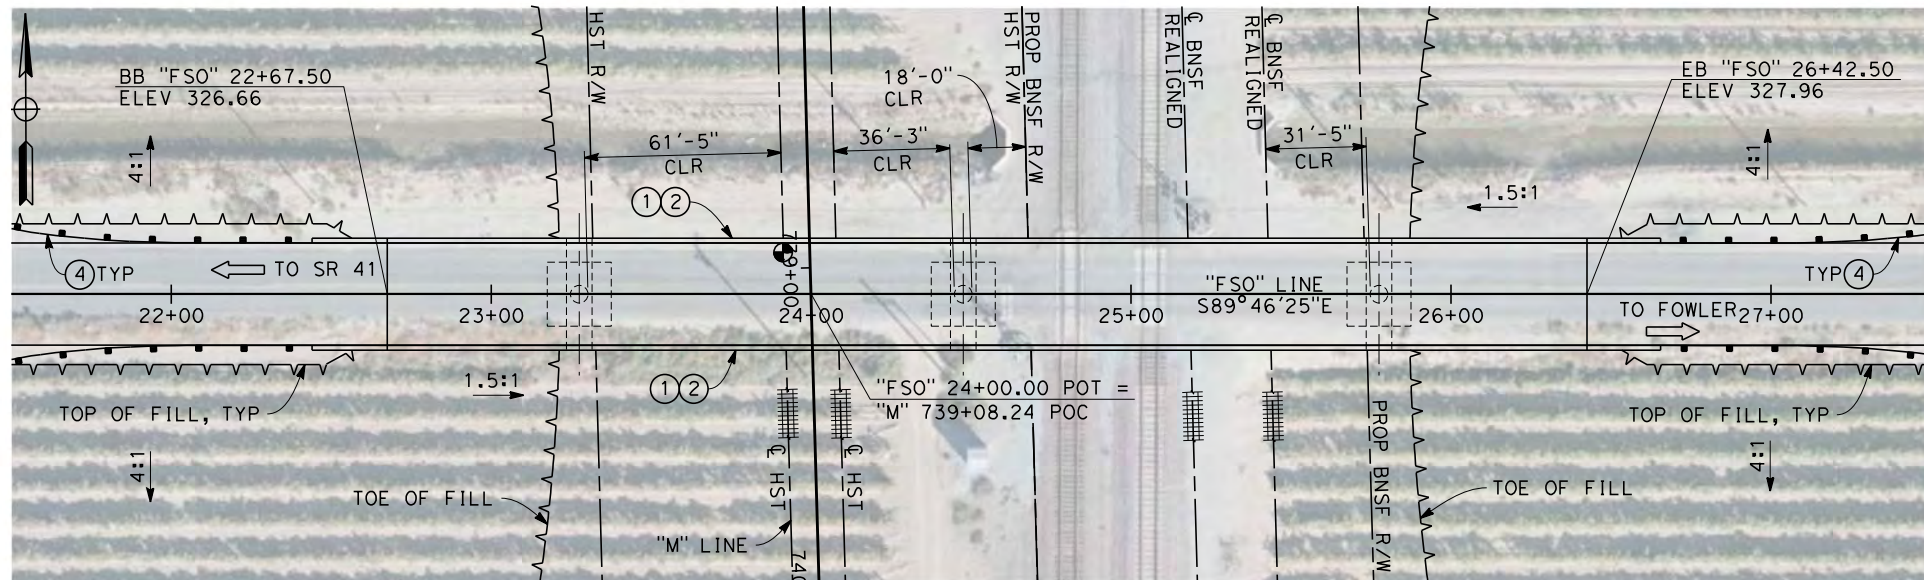 BB "FSO" 22+67.50
ELEV 326.66
HST R/W
61'-5"
CLR
36'-3"
CLR
18'-0"
CLR
PROP BNSF R/W
HST R/W
℄ BNSF
REALIGNED
℄ BNSF
REALIGNED
31'-5"
CLR
EB "FSO" 26+42.50
ELEV 327.96
4:1
4:1
1.5:1
1 2
4 TYP
TO SR 41
739+00
"FSO" LINE
S89°46'25"E
TYP 4
22+00
23+00
24+00
25+00
26+00
TO FOWLER
27+00
1.5:1
1 2
"FSO" 24+00.00 POT =
"M" 739+08.24 POC
TOP OF FILL, TYP
TOP OF FILL, TYP
4:1
℄ HST
℄ HST
PROP BNSF R/W
4:1
TOE OF FILL
TOE OF FILL
"M" LINE